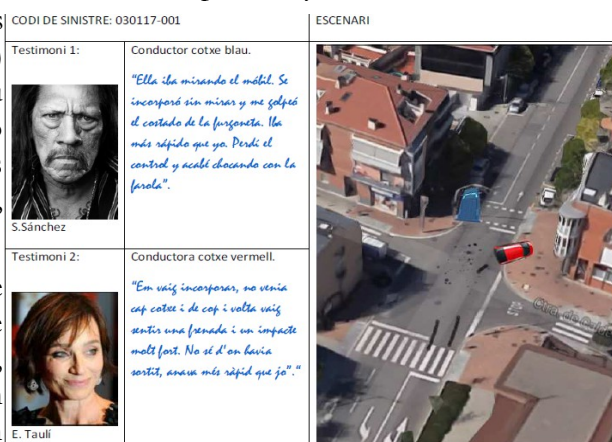 CODI DE SINISTRE: 030117-001
ESCENARI
Testimoni 1:
Conductor cotxe blau.
"Ella iba mirando el móbil. Se
incorporó sin mirar y me golpeó
el costado de la furgoneta. Iba
más rápido que yo. Perdí el
control y acabé chocando con la
farola".
S.Sánchez
Testimoni 2:
Conductora cotxe vermell.
"Em vaig incorporar, no venia
cap cotxe i de cop i volta vaig
sentir una frenada i un impacte
molt fort. No sé d'on havia
sortit, anava més ràpid que jo"."
E. Taulí